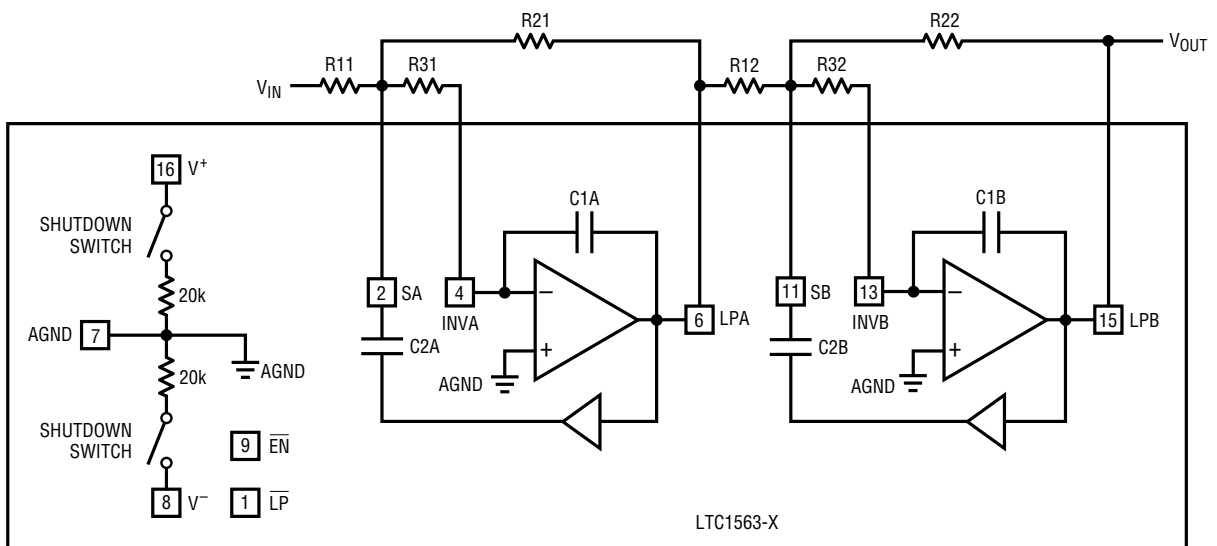 R21
R22
R11
R31
R12
R32
VIN
VOUT
16 V+
SHUTDOWN
SWITCH
20k
AGND 7
AGND
20k
SHUTDOWN
SWITCH
8 V−
9 E̅N̅
1 L̅P̅
C1A
2 SA
4
INVA
−
+
AGND
C2A
6 LPA
C1B
11 SB
13
INVB
−
+
AGND
C2B
15 LPB
LTC1563-X